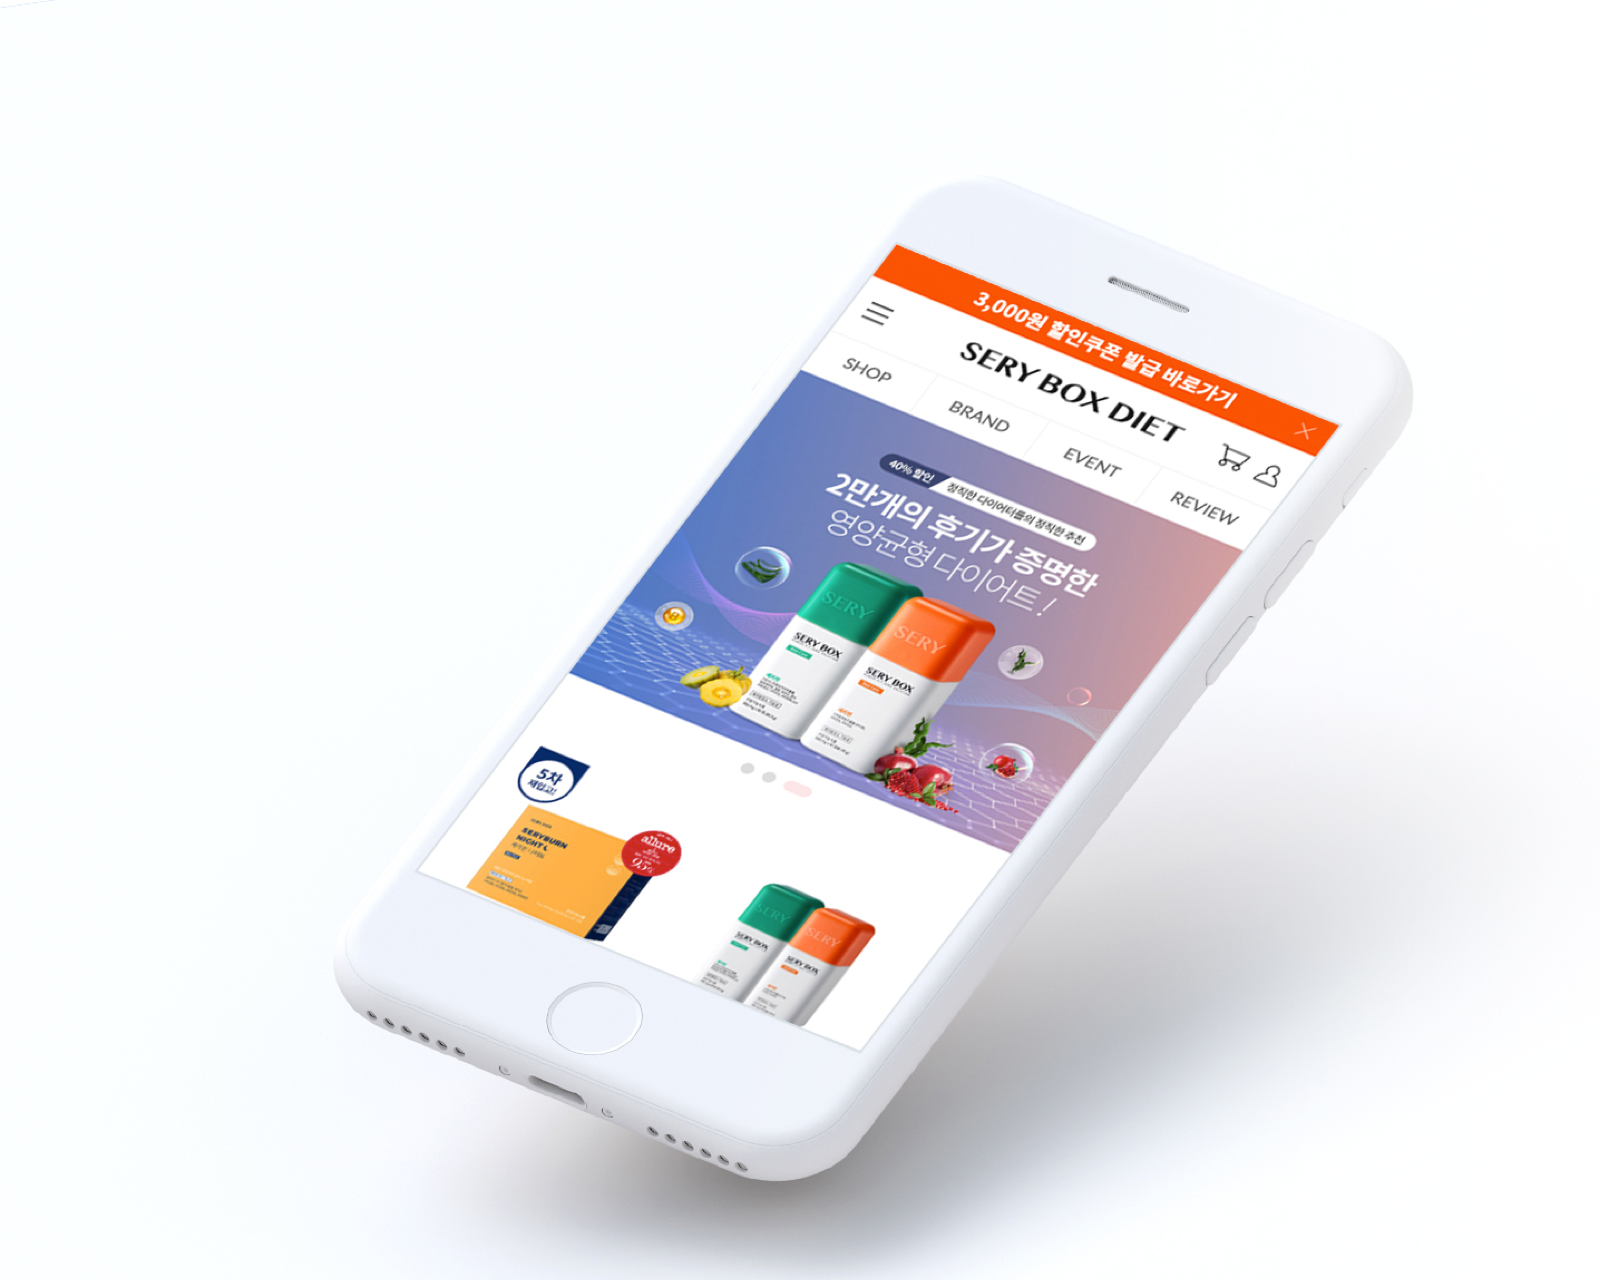 3,000원 할인쿠폰 발급 바로가기
SERY BOX DIET
SHOP
BRAND
EVENT
REVIEW
40% 할인
정직한 다이어터들의 정직한 추천
2만개의 후기가 증명한
영양균형 다이어트!
SERY
SERY BOX
SERY
SERY BOX
5차
재입고!
SERYBURN
NIGHT
allure
95%
SERY
SERY BOX
SERY
SERY BOX